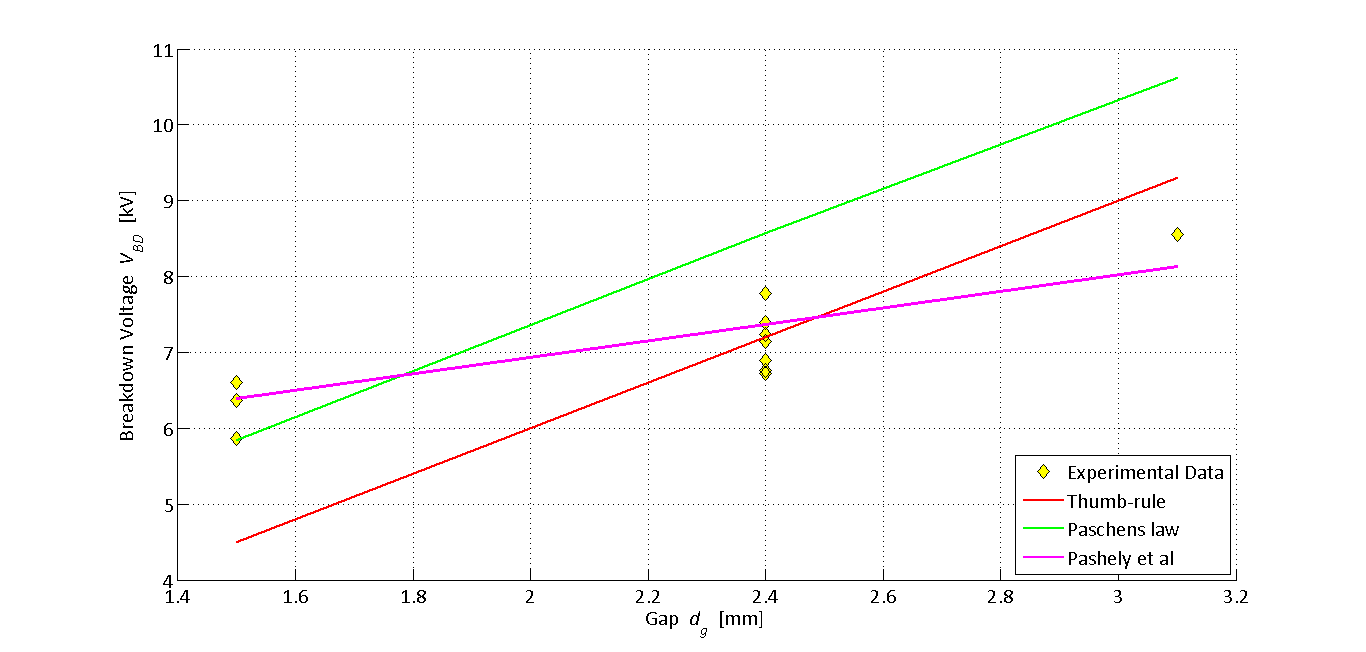 11
10
9
8
7
6
5
4
Breakdown Voltage V_BD [kV]
1.4 1.6 1.8 2 2.2 2.4 2.6 2.8 3 3.2
Gap d_g [mm]
Experimental Data
Thumb-rule
Paschens law
Pashely et al